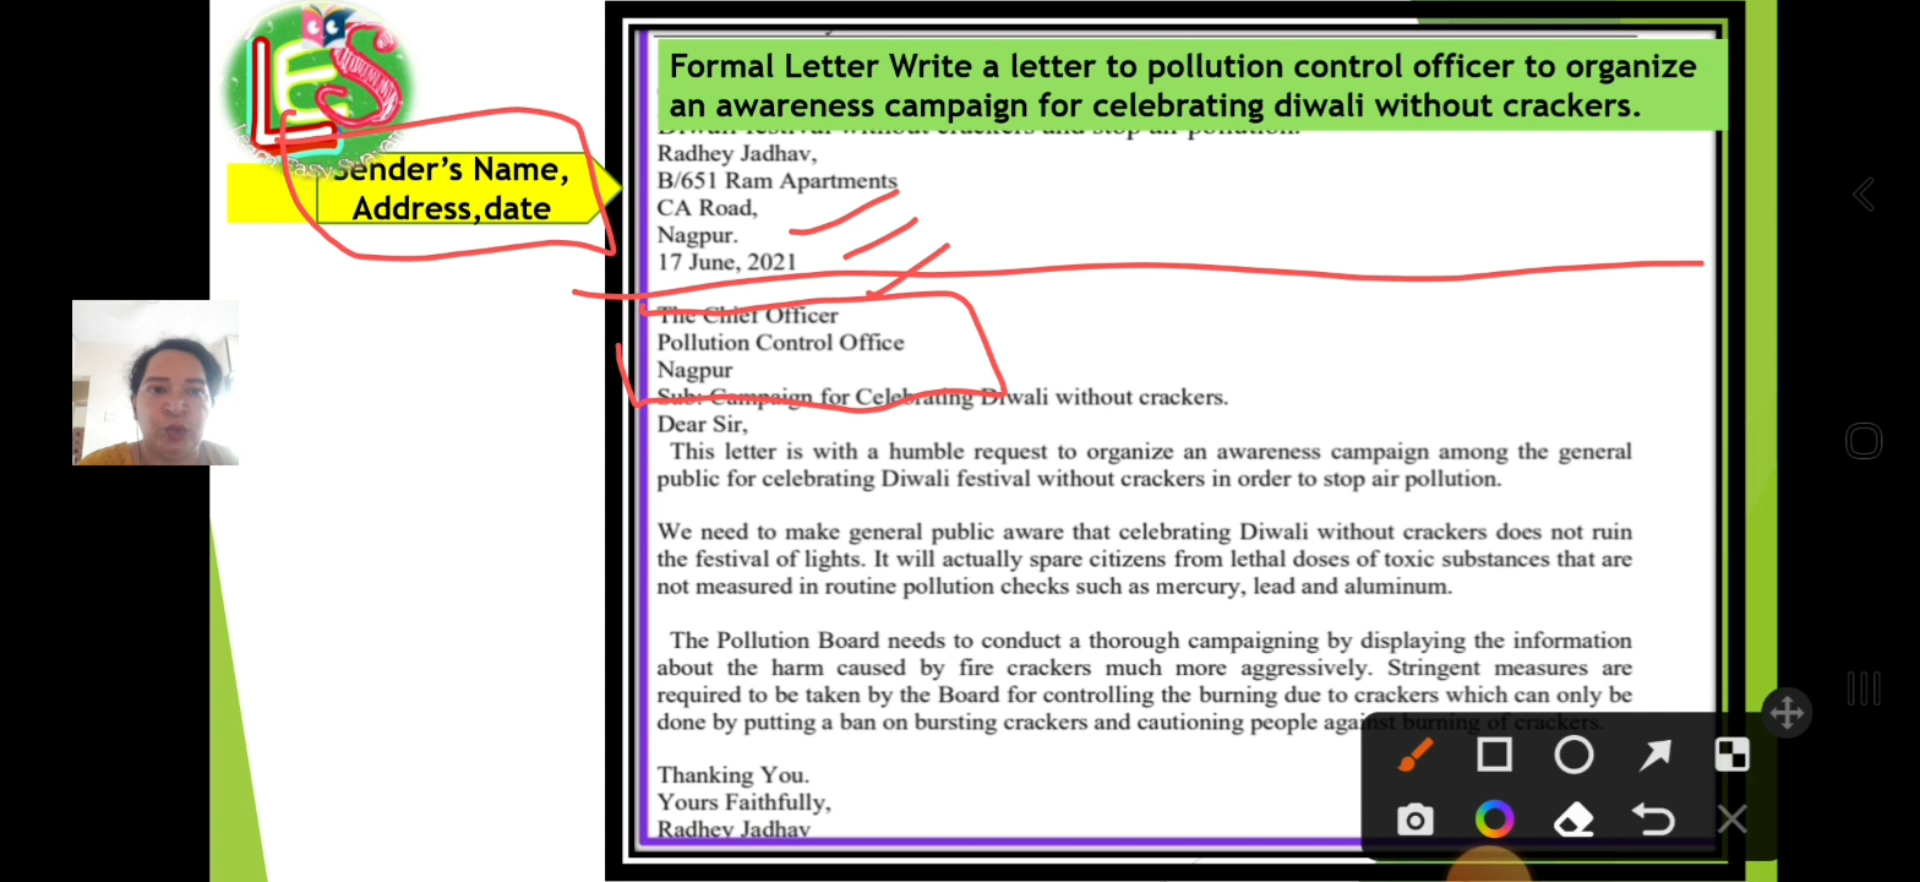 LES
Formal Letter Write a letter to pollution control officer to organize
an awareness campaign for celebrating diwali without crackers.
Diwali festival without crackers and stop air pollution.
Sender's Name,
Address,date
Radhey Jadhav,
B/651 Ram Apartments
CA Road,
Nagpur.
17 June, 2021
The Chief Officer
Pollution Control Office
Nagpur
Sub: Campaign for Celebrating Diwali without crackers.
Dear Sir,
This letter is with a humble request to organize an awareness campaign among the general
public for celebrating Diwali festival without crackers in order to stop air pollution.
We need to make general public aware that celebrating Diwali without crackers does not ruin
the festival of lights. It will actually spare citizens from lethal doses of toxic substances that are
not measured in routine pollution checks such as mercury, lead and aluminum.
The Pollution Board needs to conduct a thorough campaigning by displaying the information
about the harm caused by fire crackers much more aggressively. Stringent measures are
required to be taken by the Board for controlling the burning due to crackers which can only be
done by putting a ban on bursting crackers and cautioning people against burning of crackers.
Thanking You.
Yours Faithfully,
Radhey Jadhav